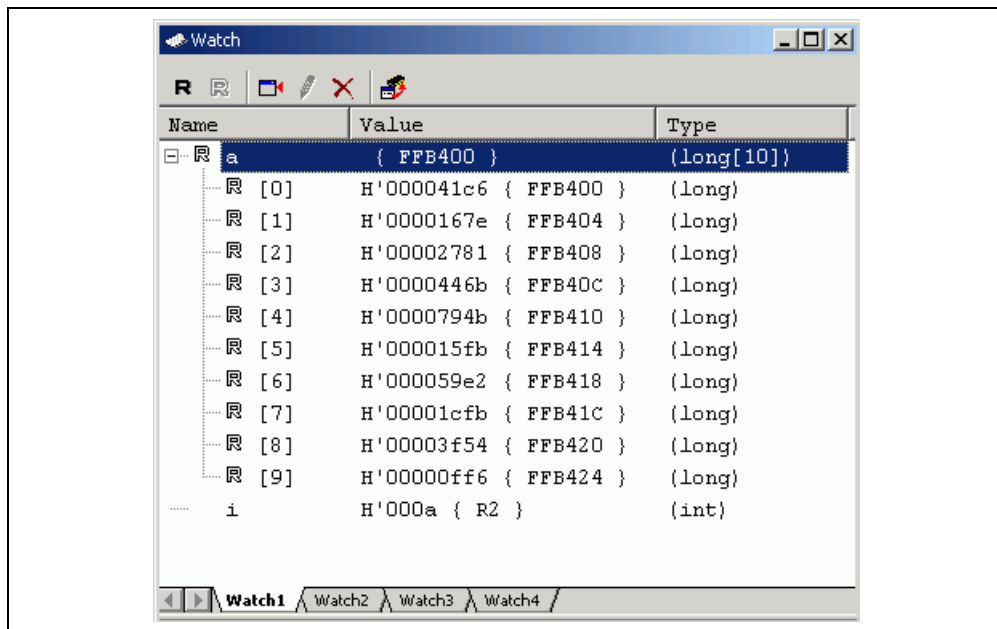 Watch
R R
Name Value Type
R a { FFB400 } (long[10])
R [0] H'000041c6 { FFB400 } (long)
R [1] H'0000167e { FFB404 } (long)
R [2] H'00002781 { FFB408 } (long)
R [3] H'0000446b { FFB40C } (long)
R [4] H'0000794b { FFB410 } (long)
R [5] H'000015fb { FFB414 } (long)
R [6] H'000059e2 { FFB418 } (long)
R [7] H'00001cfb { FFB41C } (long)
R [8] H'00003f54 { FFB420 } (long)
R [9] H'00000ff6 { FFB424 } (long)
i H'000a { R2 } (int)
Watch1 Watch2 Watch3 Watch4